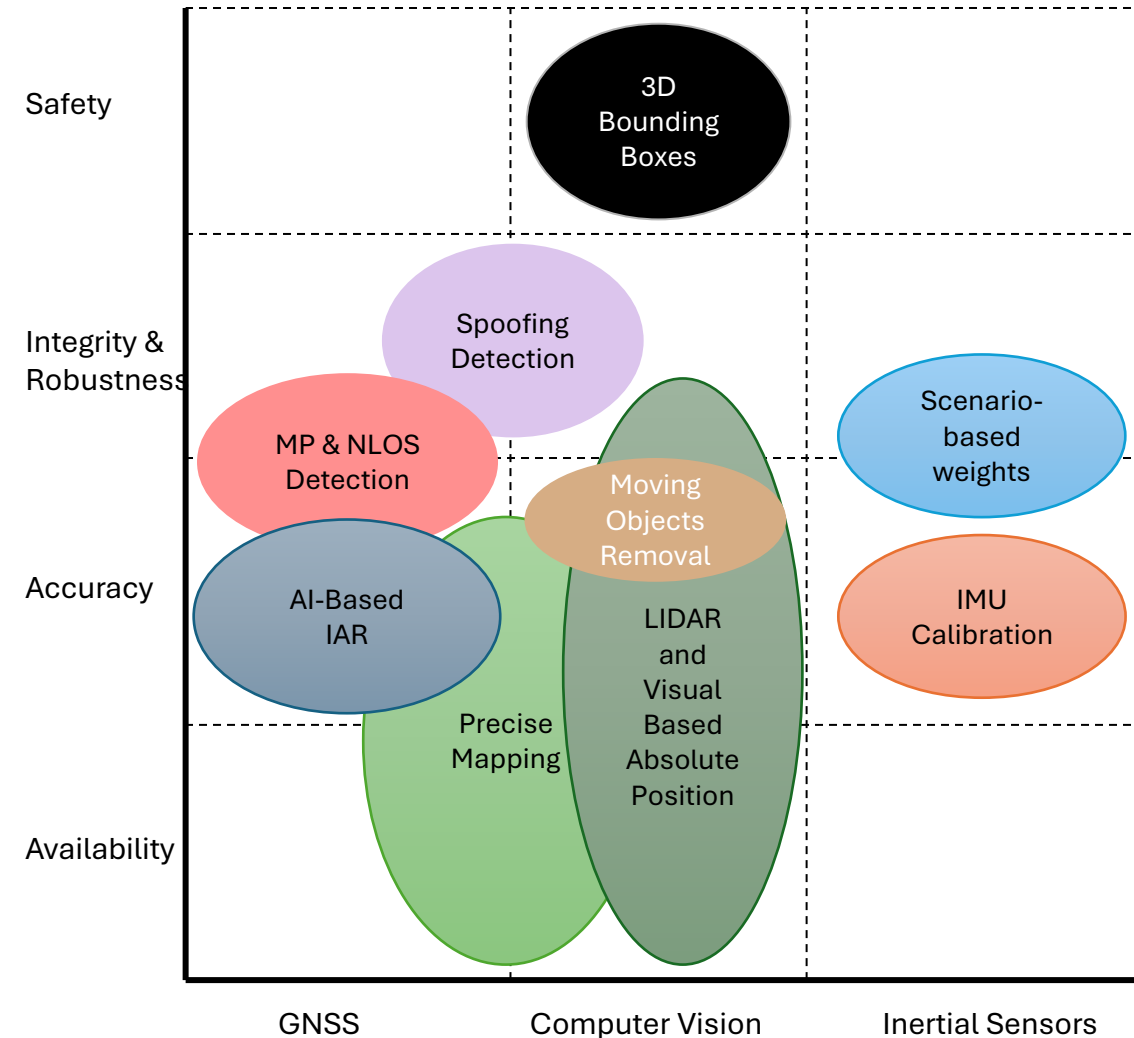 Safety
3D
Bounding
Boxes
Integrity &
Robustness
Spoofing
Detection
MP & NLOS
Detection
Scenario-
based
weights
Moving
Objects
Removal
Accuracy
AI-Based
IAR
LIDAR
and
Visual
Based
Absolute
Position
IMU
Calibration
Precise
Mapping
Availability
GNSS
Computer Vision
Inertial Sensors